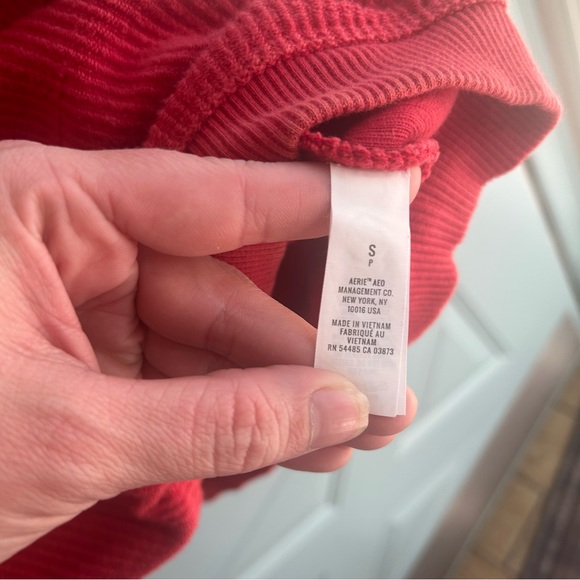 S
P
AERIE™ AEO
MANAGEMENT CO.
NEW YORK, NY
10016 USA
MADE IN VIETNAM
FABRIQUÉ AU
VIETNAM
RN 54485 CA 03873